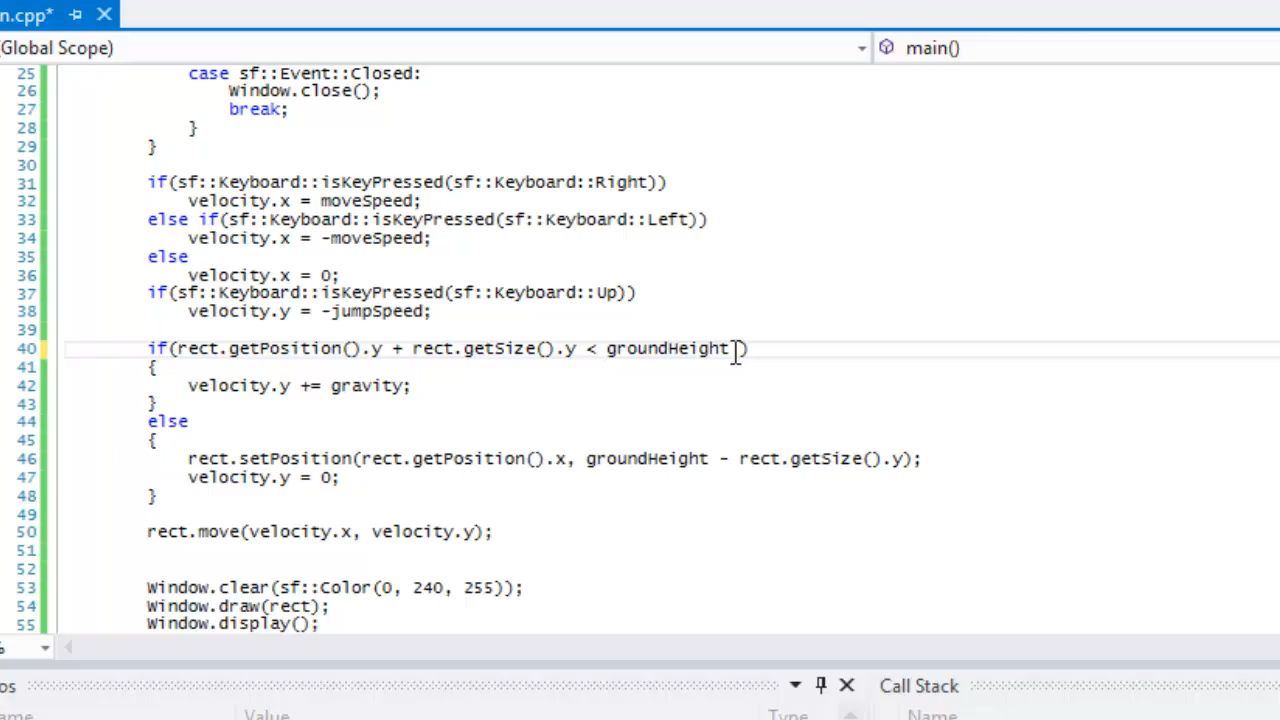 n.cpp*
(Global Scope)
main()
25 case sf::Event::Closed:
26 Window.close();
27 break;
28 }
29 }
30
31 if(sf::Keyboard::isKeyPressed(sf::Keyboard::Right))
32 velocity.x = moveSpeed;
33 else if(sf::Keyboard::isKeyPressed(sf::Keyboard::Left))
34 velocity.x = -moveSpeed;
35 else
36 velocity.x = 0;
37 if(sf::Keyboard::isKeyPressed(sf::Keyboard::Up))
38 velocity.y = -jumpSpeed;
39
40 if(rect.getPosition().y + rect.getSize().y < groundHeight )
41 {
42 velocity.y += gravity;
43 }
44 else
45 {
46 rect.setPosition(rect.getPosition().x, groundHeight - rect.getSize().y);
47 velocity.y = 0;
48 }
49
50 rect.move(velocity.x, velocity.y);
51
52
53 Window.clear(sf::Color(0, 240, 255));
54 Window.draw(rect);
55 Window.display();
%
os
Call Stack
ame
Value
Type
Name